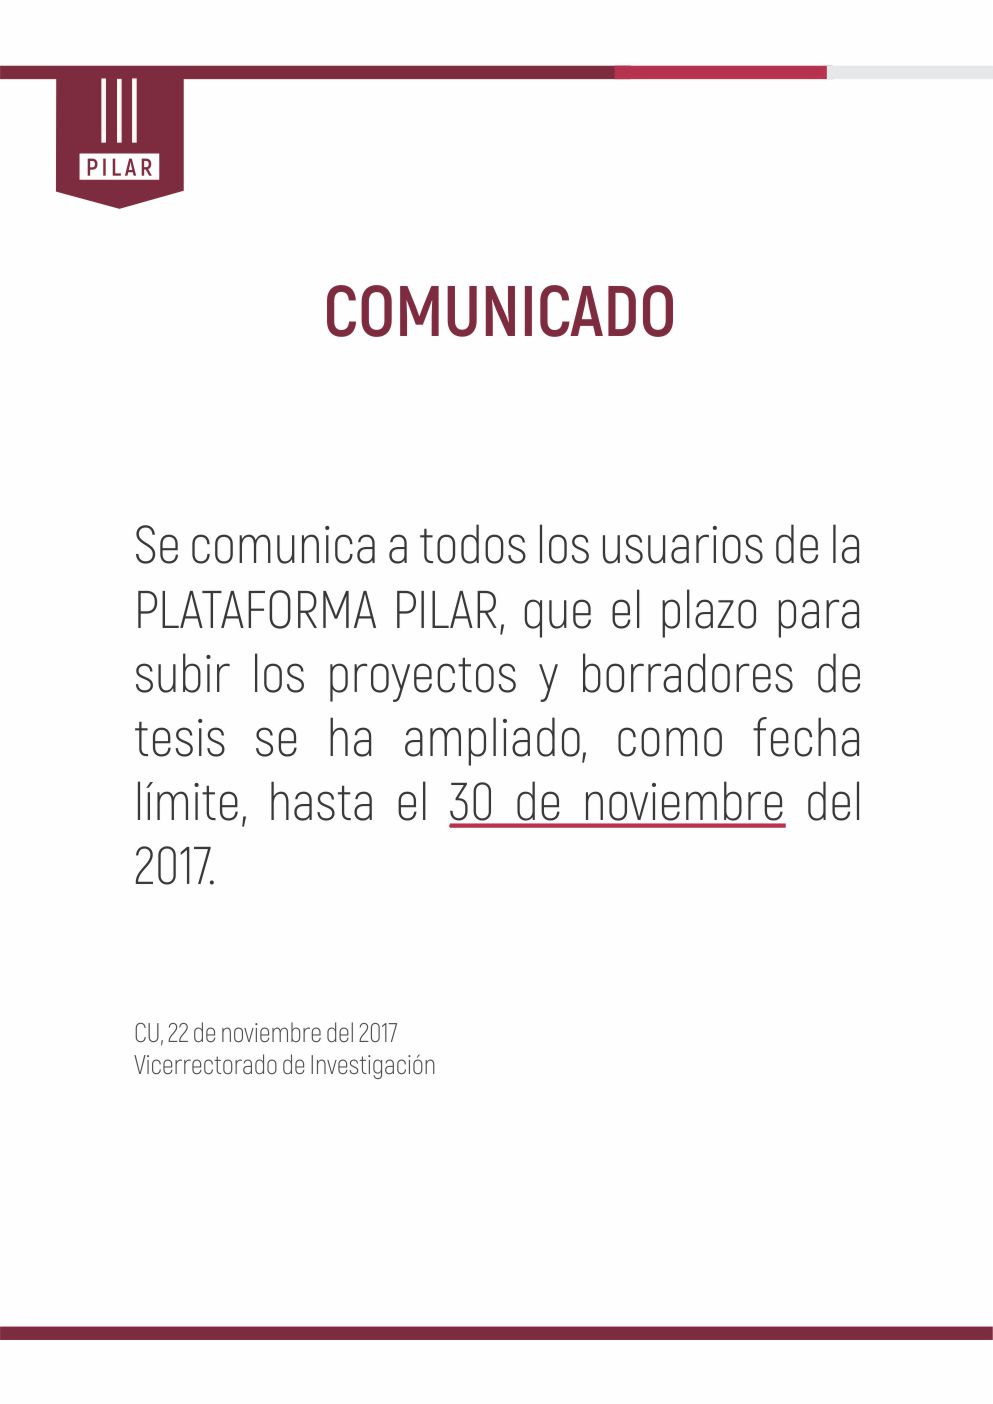 PILAR
COMUNICADO
Se comunica a todos los usuarios de la
PLATAFORMA PILAR, que el plazo para
subir los proyectos y borradores de
tesis se ha ampliado, como fecha
límite, hasta el 30 de noviembre del
2017.
CU, 22 de noviembre del 2017
Vicerrectorado de Investigación